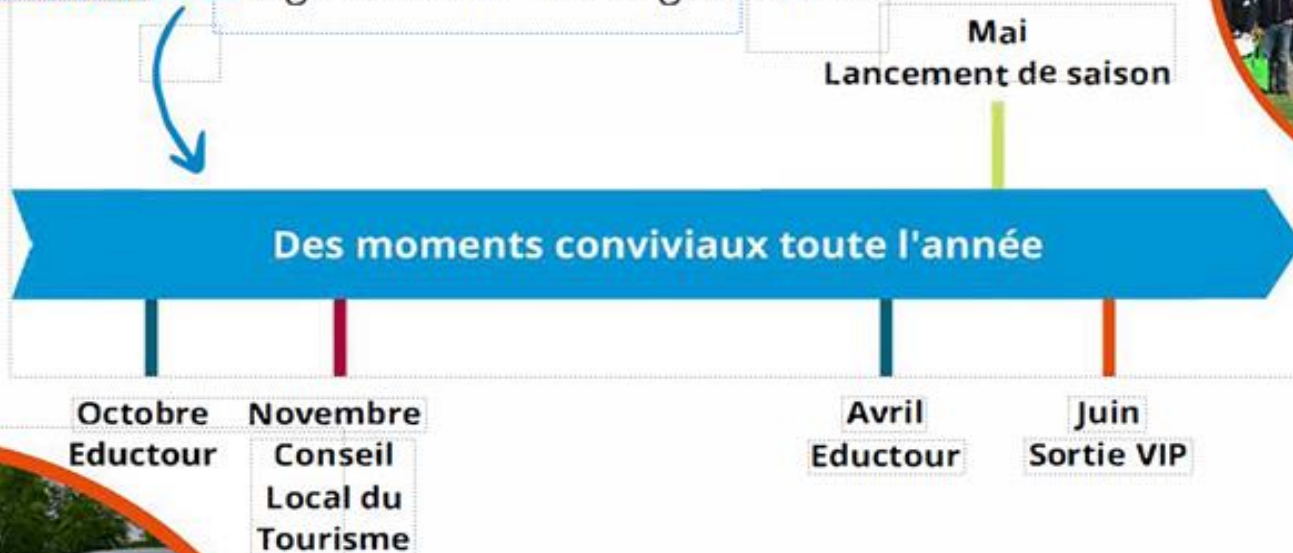 Mai
Lancement de saison
Des moments conviviaux toute l'année
Octobre
Eductour
Novembre
Conseil
Local du
Tourisme
Avril
Eductour
Juin
Sortie VIP